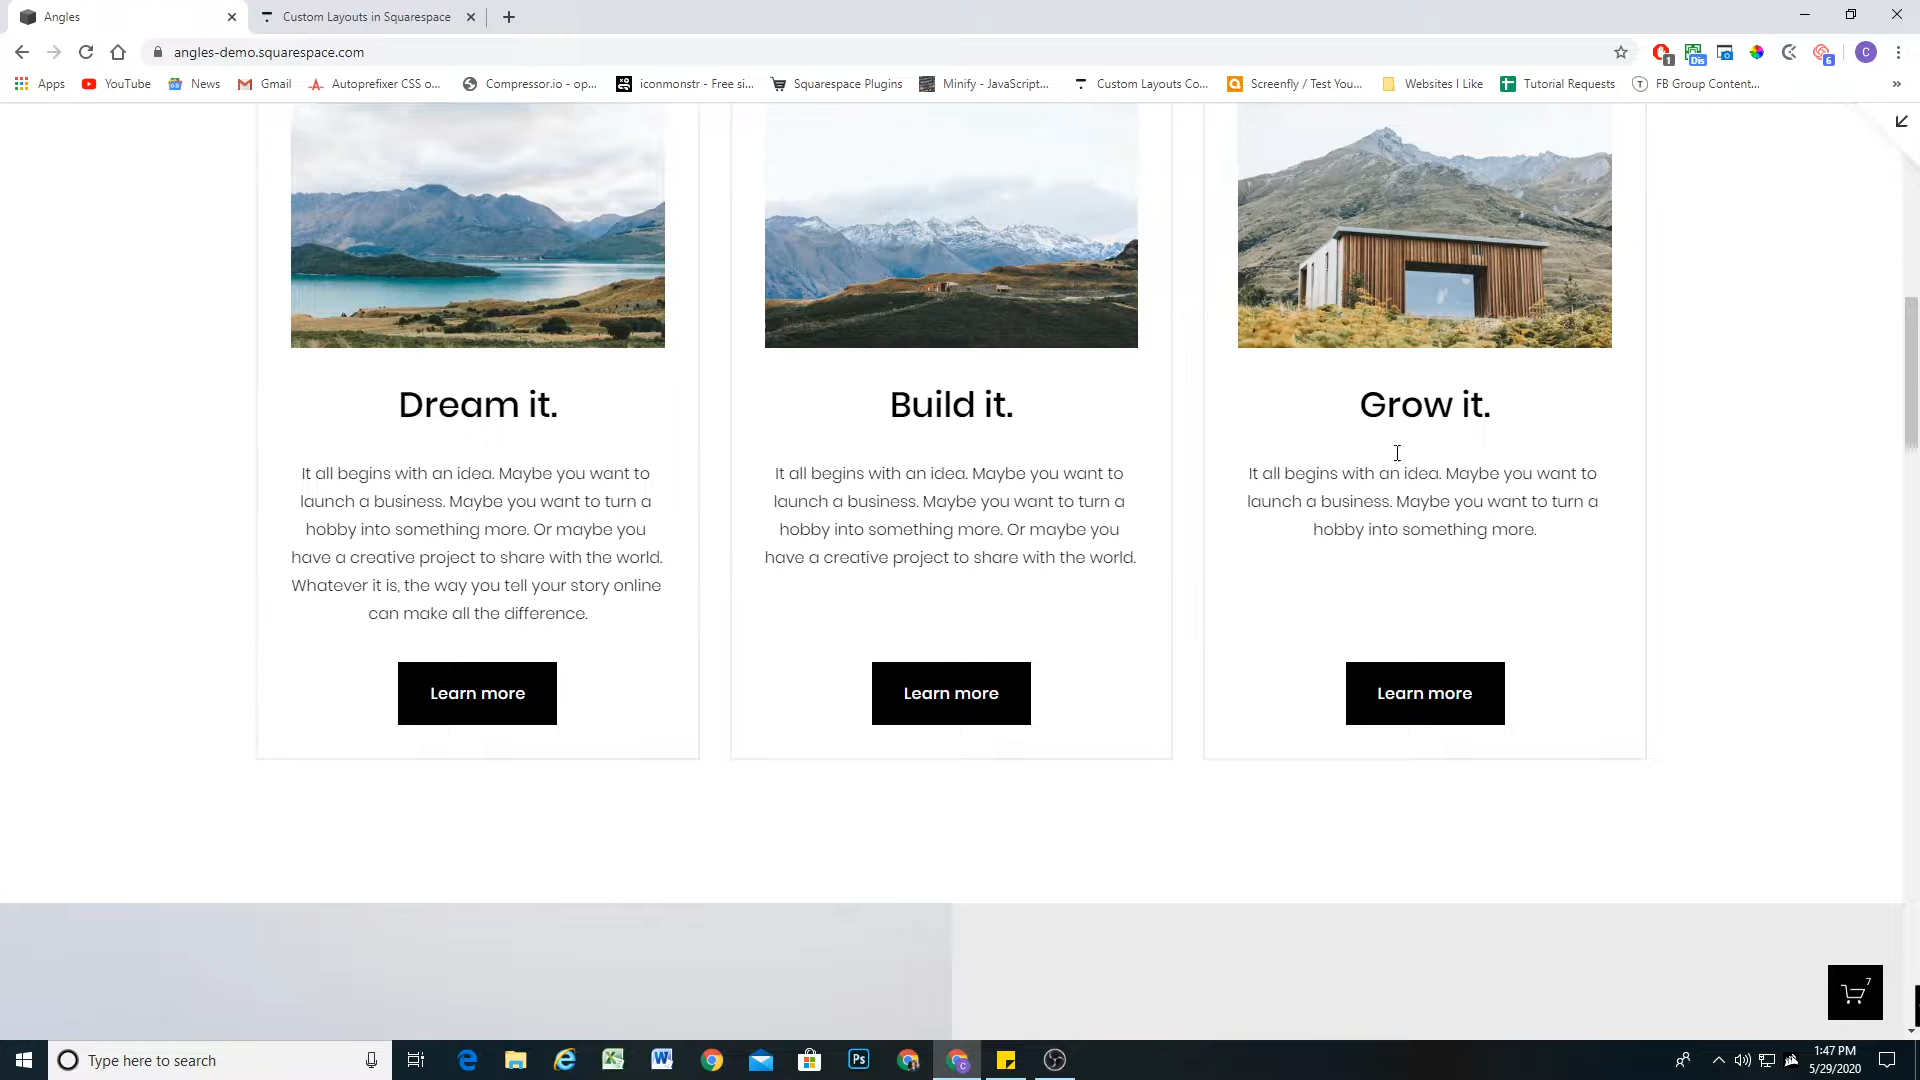 Angles
Custom Layouts in Squarespace
angles-demo.squarespace.com
1
Dis
6
C
Apps
YouTube
News
Gmail
Autoprefixer CSS o...
Compressor.io - op...
iconmonstr - Free si...
Squarespace Plugins
Minify - JavaScript...
Custom Layouts Co...
Screenfly / Test You...
Websites I Like
Tutorial Requests
FB Group Content...
Dream it.
It all begins with an idea. Maybe you want to
launch a business. Maybe you want to turn a
hobby into something more. Or maybe you
have a creative project to share with the world.
Whatever it is, the way you tell your story online
can make all the difference.
Learn more
Build it.
It all begins with an idea. Maybe you want to
launch a business. Maybe you want to turn a
hobby into something more. Or maybe you
have a creative project to share with the world.
Learn more
Grow it.
It all begins with an idea. Maybe you want to
launch a business. Maybe you want to turn a
hobby into something more.
Learn more
7
Type here to search
Ps
1:47 PM
5/29/2020